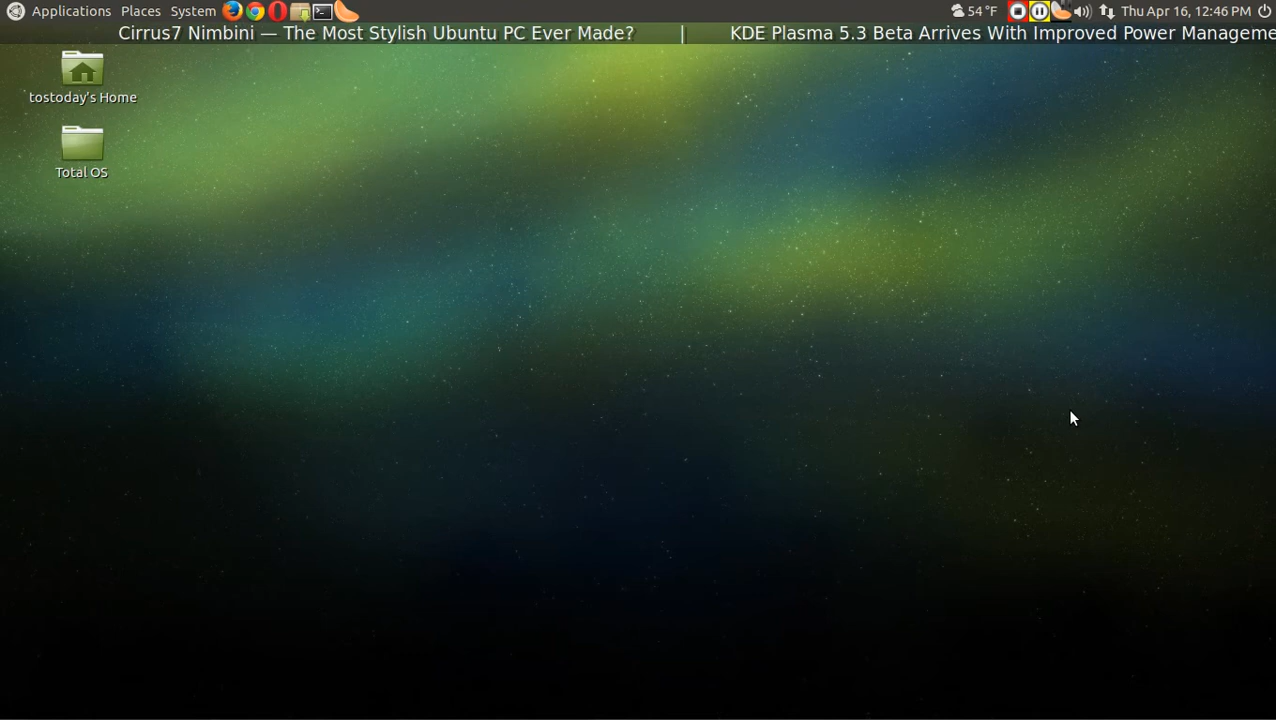 Applications Places System 54 °F Thu Apr 16, 12:46 PM
Cirrus7 Nimbini — The Most Stylish Ubuntu PC Ever Made? | KDE Plasma 5.3 Beta Arrives With Improved Power Manageme
tostoday's Home
Total OS